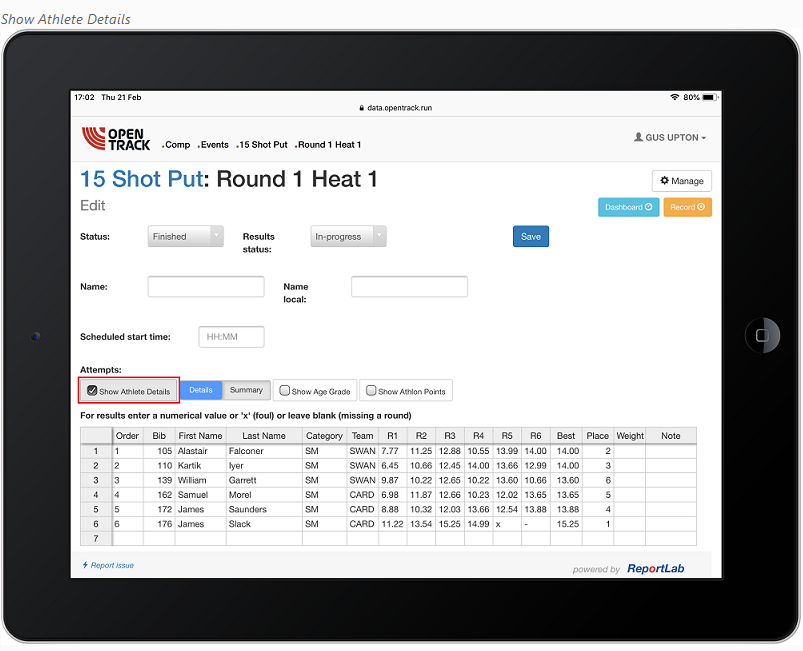 Show Athlete Details
17:02 Thu 21 Feb 80%
data.opentrack.run
OPEN TRACK .Comp .Events .15 Shot Put .Round 1 Heat 1 GUS UPTON
15 Shot Put: Round 1 Heat 1 Manage
Edit Dashboard Record
Status: Finished Results status: In-progress Save
Name: Name local:
Scheduled start time: HH:MM
Attempts:
Show Athlete Details Details Summary Show Age Grade Show Athlon Points
For results enter a numerical value or 'x' (foul) or leave blank (missing a round)
Order Bib First Name Last Name Category Team R1 R2 R3 R4 R5 R6 Best Place Weight Note
1 1 105 Alastair Falconer SM SWAN 7.77 11.25 12.88 10.55 13.99 14.00 14.00 2
2 2 110 Kartik Iyer SM SWAN 6.45 10.66 12.45 14.00 13.66 12.99 14.00 3
3 3 139 William Garrett SM SWAN 9.87 10.22 12.65 10.22 13.60 10.66 13.60 6
4 4 162 Samuel Morel SM CARD 6.98 11.87 12.66 10.23 12.02 13.65 13.65 5
5 5 172 James Saunders SM CARD 8.88 10.32 12.03 13.66 12.54 13.88 13.88 4
6 6 176 James Slack SM CARD 11.22 13.54 15.25 14.99 x - 15.25 1
7
Report issue powered by ReportLab